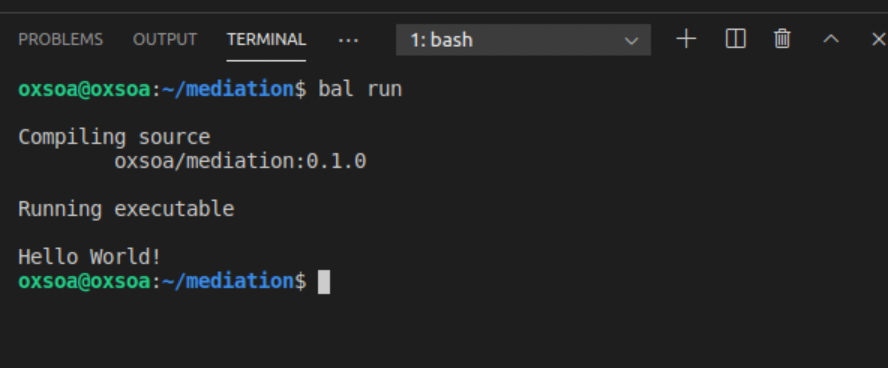 PROBLEMS OUTPUT TERMINAL ··· 1: bash
oxsoa@oxsoa:~/mediation$ bal run
Compiling source
oxsoa/mediation:0.1.0
Running executable
Hello World!
oxsoa@oxsoa:~/mediation$